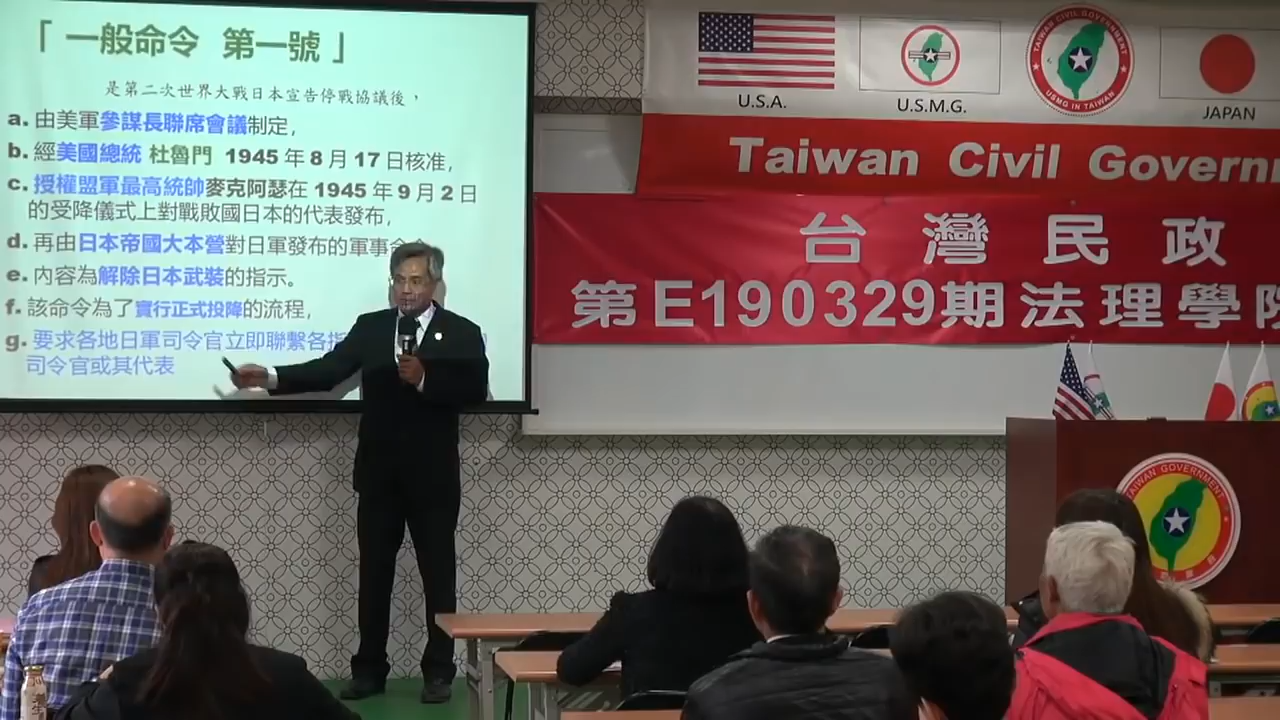 「一般命令 第一號」
是第二次世界大戰日本宣告停戰協議後，
a. 由美軍參謀長聯席會議制定，
b. 經美國總統 杜魯門 1945 年 8 月 17 日核准，
c. 授權盟軍最高統帥麥克阿瑟在 1945 年 9 月 2 日
的受降儀式上對戰敗國日本的代表發布，
d. 再由日本帝國大本營對日軍發布的軍事命
e. 內容為解除日本武裝的指示。
f. 該命令為了實行正式投降的流程，
g. 要求各地日軍司令官立即聯繫各指
司令官或其代表
U.S.A.
U.S.M.G.
TAIWAN CIVIL GOVERNMENT
USMG IN TAIWAN
JAPAN
Taiwan Civil Governm
台灣民政
第E190329期法理學院
TAIWAN GOVERNMENT